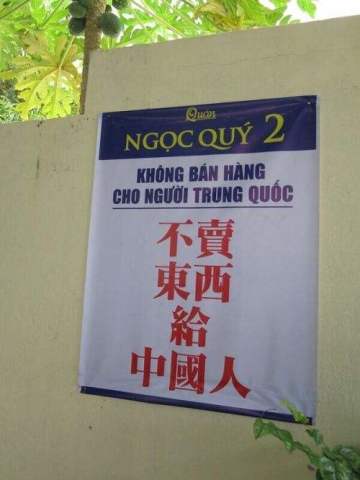 Quán
NGỌC QUÝ 2
KHÔNG BÁN HÀNG
CHO NGƯỜI TRUNG QUỐC
不賣
東西
給
中國人